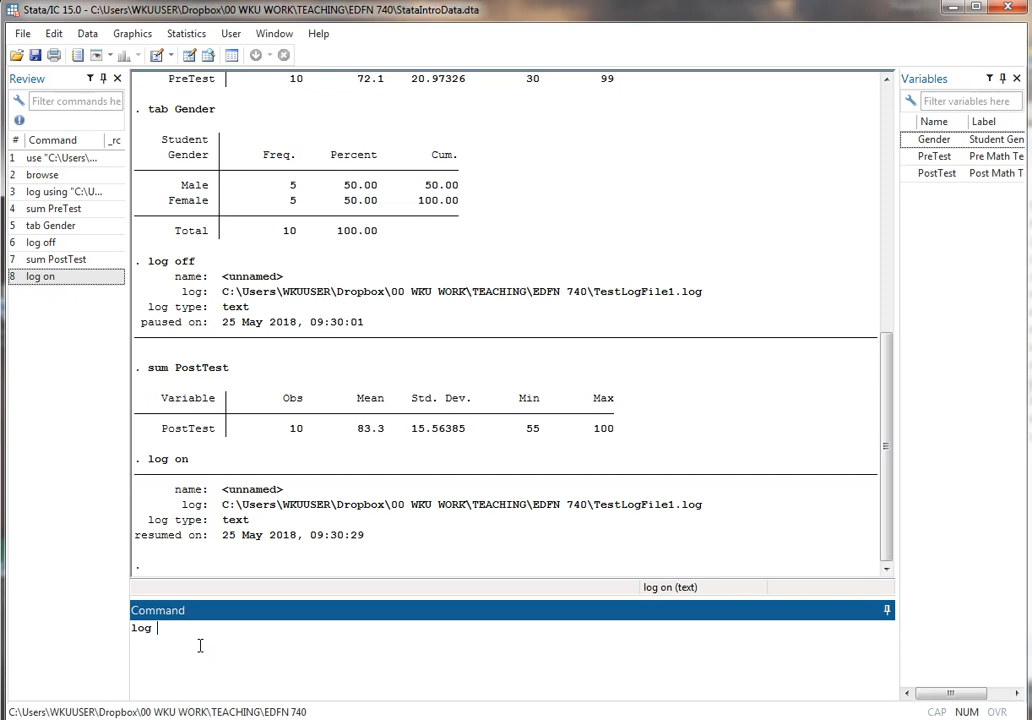 Stata/IC 15.0 - C:\Users\WKUUSER\Dropbox\00 WKU WORK\TEACHING\EDFN 740\StataIntroData.dta
File Edit Data Graphics Statistics User Window Help
Review
Filter commands he
# Command _rc
1 use "C:\Users\...
2 browse
3 log using "C:\U...
4 sum PreTest
5 tab Gender
6 log off
7 sum PostTest
8 log on
PreTest 10 72.1 20.97326 30 99
. tab Gender
Student
Gender Freq. Percent Cum.
Male 5 50.00 50.00
Female 5 50.00 100.00
Total 10 100.00
. log off
name: <unnamed>
log: C:\Users\WKUUSER\Dropbox\00 WKU WORK\TEACHING\EDFN 740\TestLogFile1.log
log type: text
paused on: 25 May 2018, 09:30:01
. sum PostTest
Variable Obs Mean Std. Dev. Min Max
PostTest 10 83.3 15.56385 55 100
. log on
name: <unnamed>
log: C:\Users\WKUUSER\Dropbox\00 WKU WORK\TEACHING\EDFN 740\TestLogFile1.log
log type: text
resumed on: 25 May 2018, 09:30:29
.
log on (text)
Command
log
Variables
Filter variables here
Name Label
Gender Student Gen
PreTest Pre Math Te
PostTest Post Math T
C:\Users\WKUUSER\Dropbox\00 WKU WORK\TEACHING\EDFN 740
CAP NUM OVR